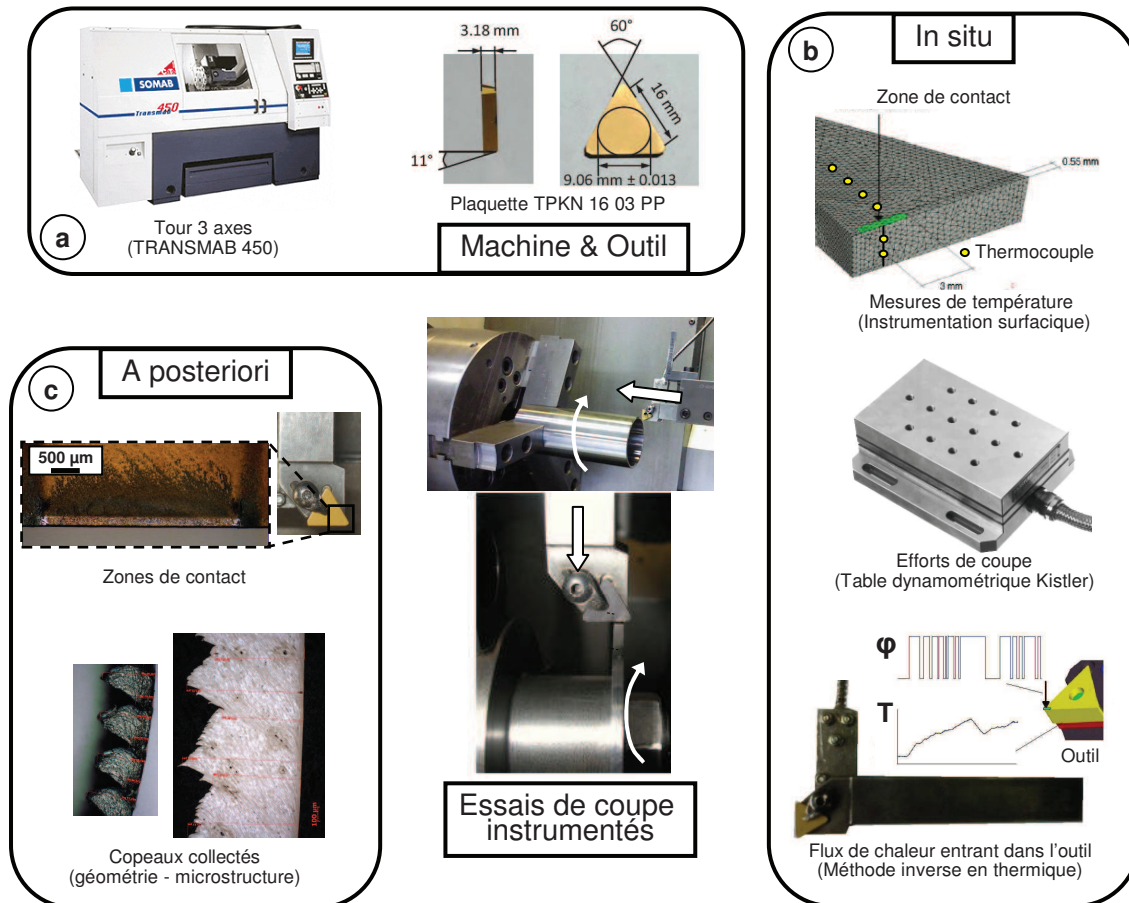 a
SOMAB
Transmab 450
Tour 3 axes
(TRANSMAB 450)
3.18 mm
11°
60°
16 mm
9.06 mm ± 0.013
Plaquette TPKN 16 03 PP
Machine & Outil
b
In situ
Zone de contact
0.55 mm
Thermocouple
3 mm
Mesures de température
(Instrumentation surfacique)
Efforts de coupe
(Table dynamométrique Kistler)
φ
T
Outil
Flux de chaleur entrant dans l'outil
(Méthode inverse en thermique)
c
A posteriori
500 µm
Zones de contact
100 µm
Copeaux collectés
(géométrie - microstructure)
Essais de coupe
instrumentés